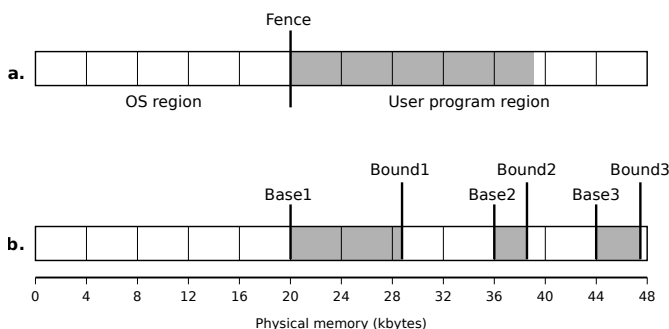 Fence
a.
OS region User program region
Bound1 Bound2 Bound3
Base1 Base2 Base3
b.
0 4 8 12 16 20 24 28 32 36 40 44 48
Physical memory (kbytes)